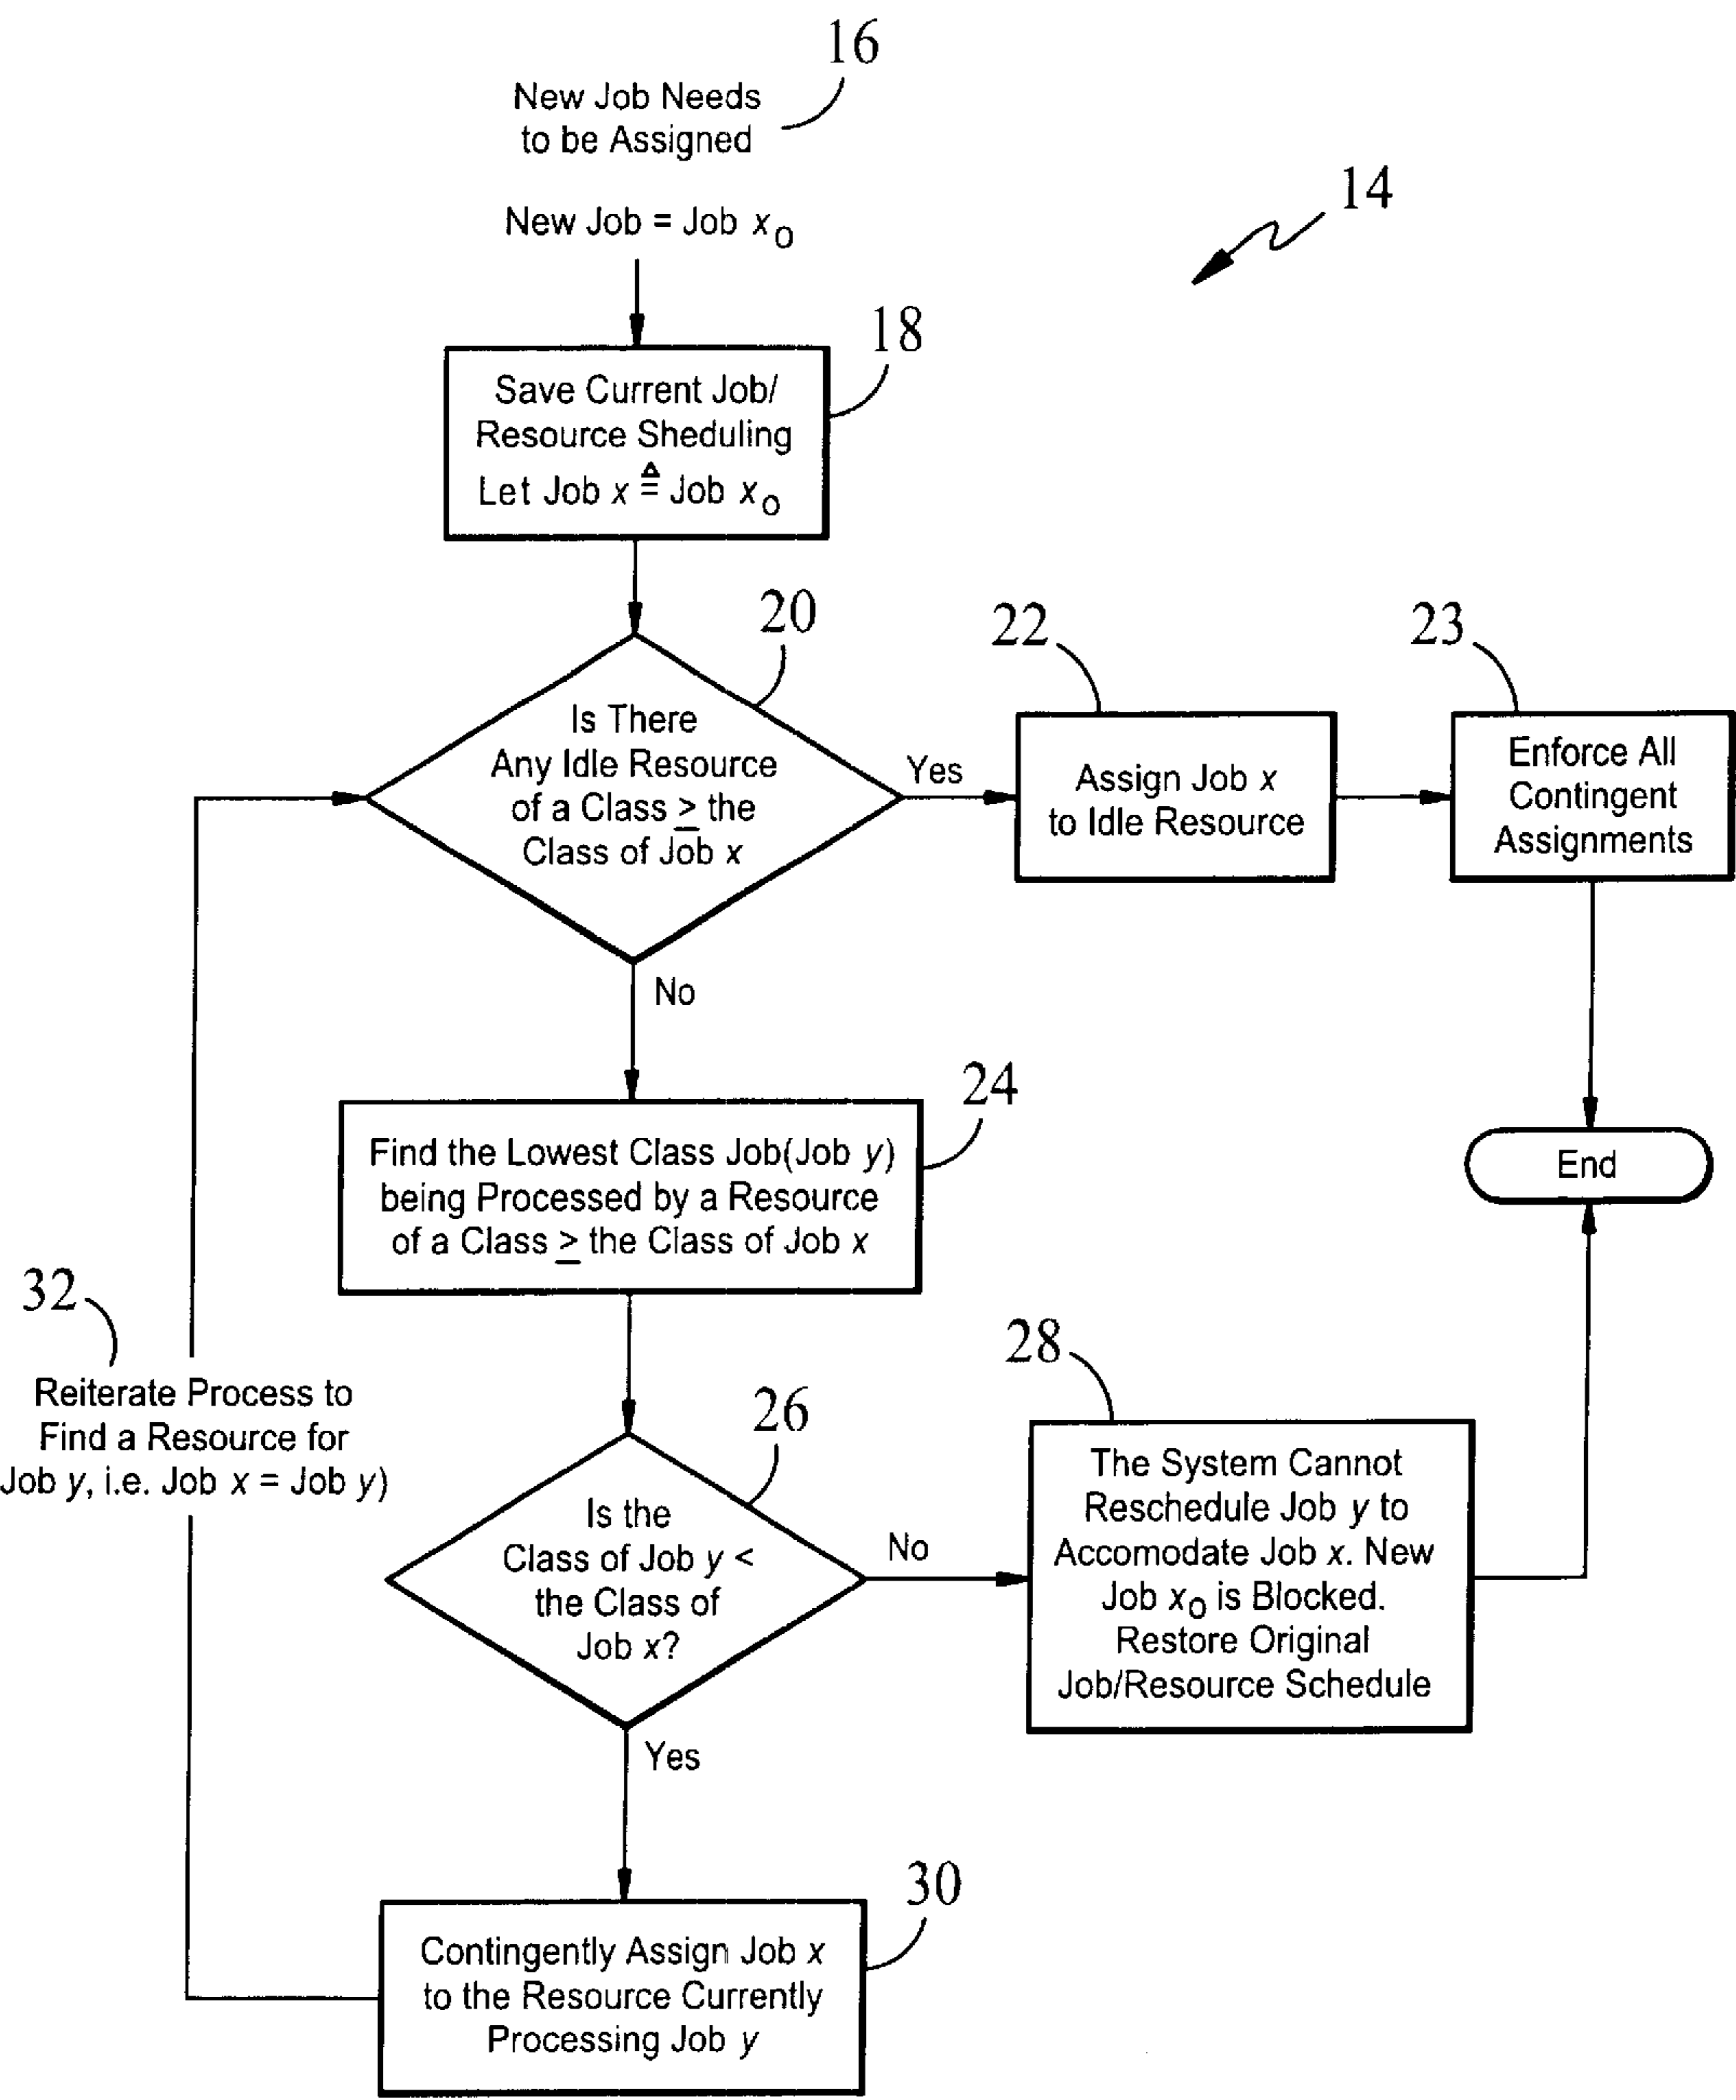 16
New Job Needs
to be Assigned
New Job = Job x₀
14
18
Save Current Job/
Resource Sheduling
Let Job x ≜ Job x₀
20
Is There
Any Idle Resource
of a Class ≥ the
Class of Job x
Yes
22
Assign Job x
to Idle Resource
23
Enforce All
Contingent
Assignments
No
24
Find the Lowest Class Job(Job y)
being Processed by a Resource
of a Class ≥ the Class of Job x
End
32
Reiterate Process to
Find a Resource for
Job y, i.e. Job x = Job y)
26
Is the
Class of Job y <
the Class of
Job x?
No
28
The System Cannot
Reschedule Job y to
Accomodate Job x. New
Job x₀ is Blocked.
Restore Original
Job/Resource Schedule
Yes
30
Contingently Assign Job x
to the Resource Currently
Processing Job y